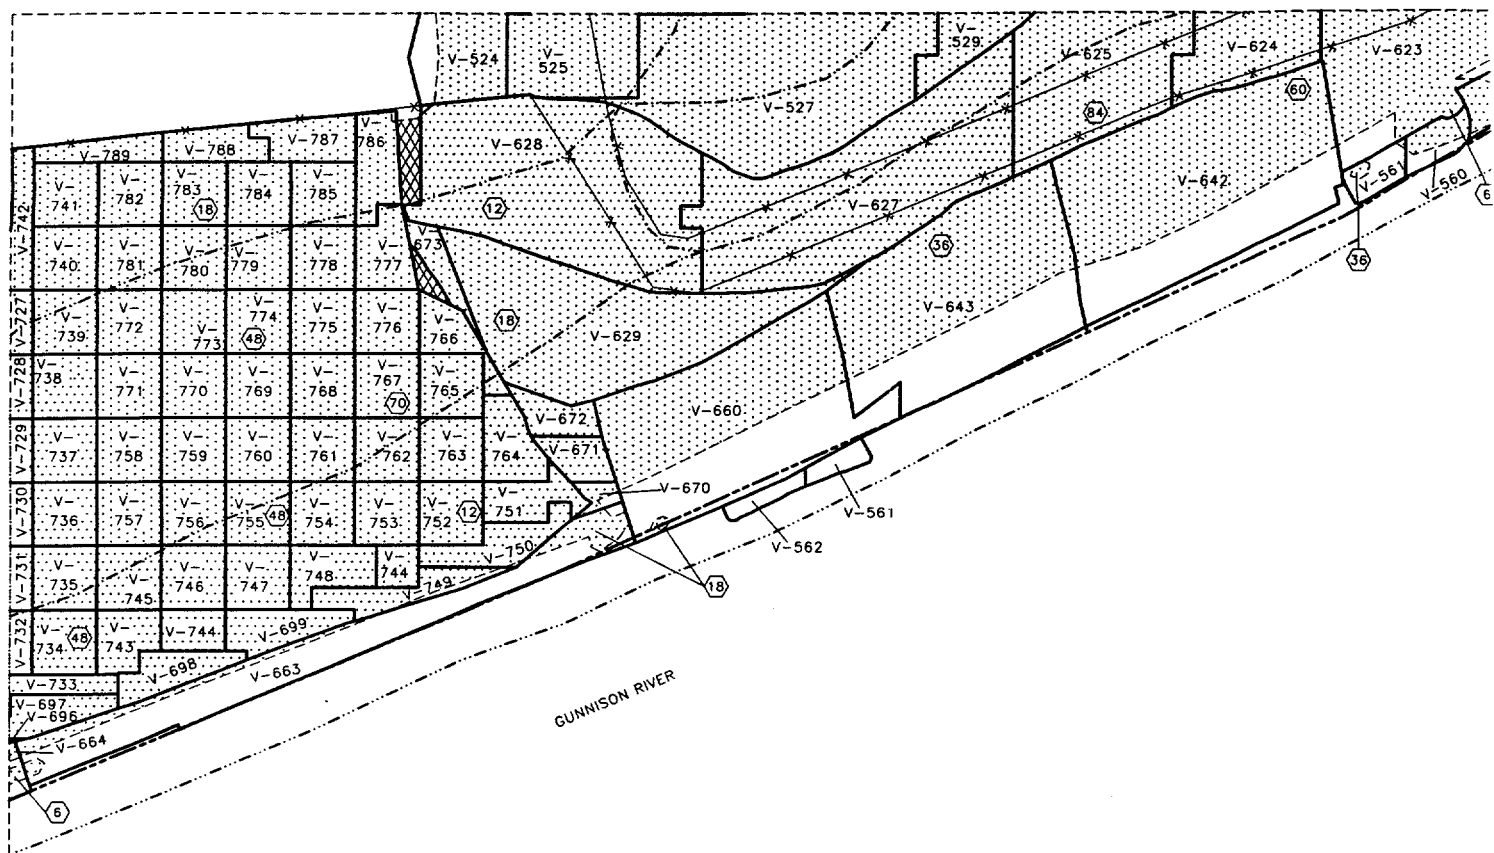 V-524
V-
525
V-527
V-
529
V-625
V-624
V-623
84
60
V-789
V-788
V-787
V-
786
V-628
V-
741
V-
782
V-
783
V-
784
V-
785
18
12
V-627
V-642
V-561
V-560
6
36
V-742
V-
740
V-
781
V-
780
V-
779
V-
778
V-
777
V-
673
36
V-727
V-
739
V-
772
V-
773
V-
774
48
V-
775
V-
776
V-
766
18
V-629
V-643
V-728
V-
738
V-
771
V-
770
V-
769
V-
768
V-
767
70
V-
765
V-672
V-660
V-729
V-
737
V-
758
V-
759
V-
760
V-
761
V-
762
V-
763
V-
764
V-671
V-730
V-
736
V-
757
V-
756
V-
755
48
V-
754
V-
753
V-
752
12
V-
751
V-670
V-561
V-562
V-731
V-
735
V-
745
V-
746
V-
747
V-
748
V-
744
V-750
V-749
18
V-732
V-
734
48
V-
743
V-744
V-699
V-698
V-663
V-733
V-697
V-696
V-664
6
GUNNISON RIVER